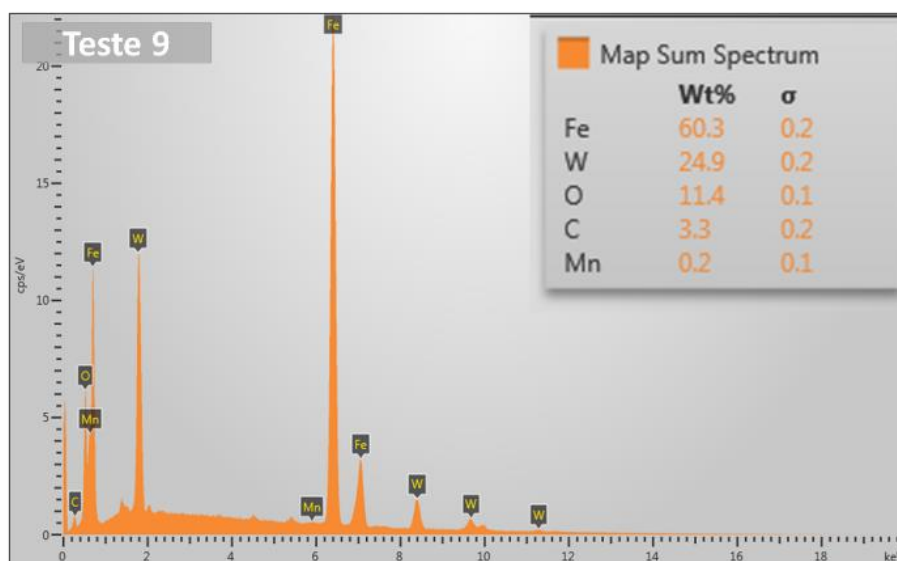 Teste 9
Map Sum Spectrum
Wt% σ
Fe 60.3 0.2
W 24.9 0.2
O 11.4 0.1
C 3.3 0.2
Mn 0.2 0.1
cps/eV
20
15
10
5
0
Fe
Fe
W
O
Mn
C
Mn
Fe
W
W
W
0 2 4 6 8 10 12 14 16 18